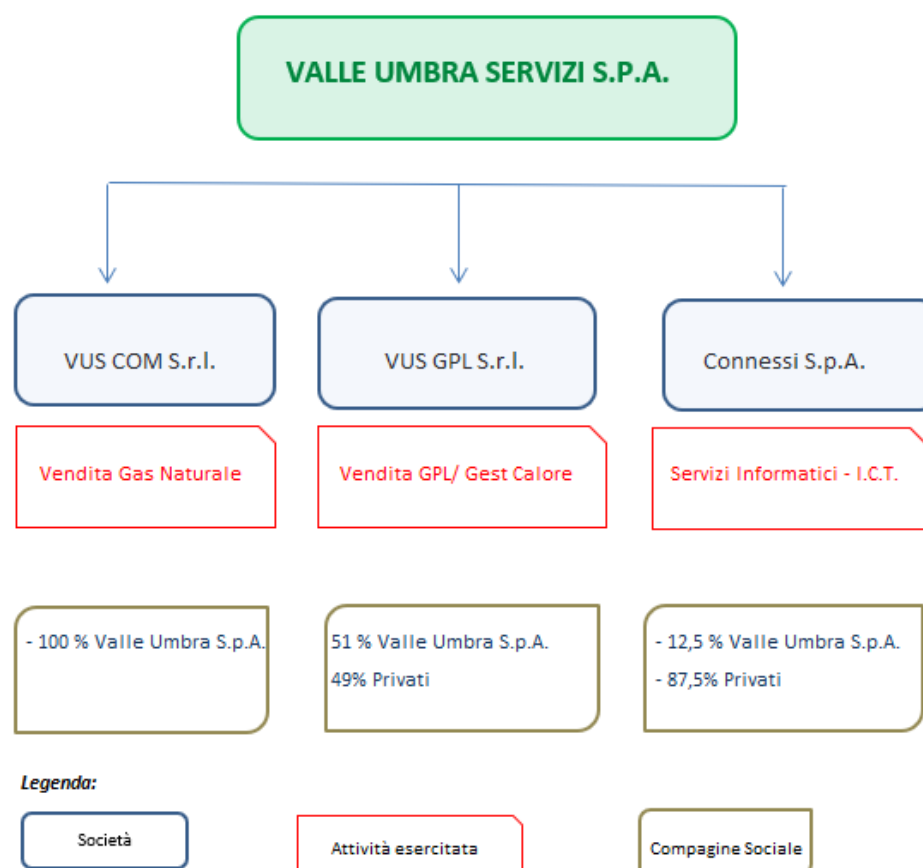 VALLE UMBRA SERVIZI S.P.A.
VUS COM S.r.l.
VUS GPL S.r.l.
Connessi S.p.A.
Vendita Gas Naturale
Vendita GPL/ Gest Calore
Servizi Informatici - I.C.T.
- 100 % Valle Umbra S.p.A.
51 % Valle Umbra S.p.A.
49% Privati
- 12,5 % Valle Umbra S.p.A.
- 87,5% Privati
Legenda:
Società
Attività esercitata
Compagine Sociale